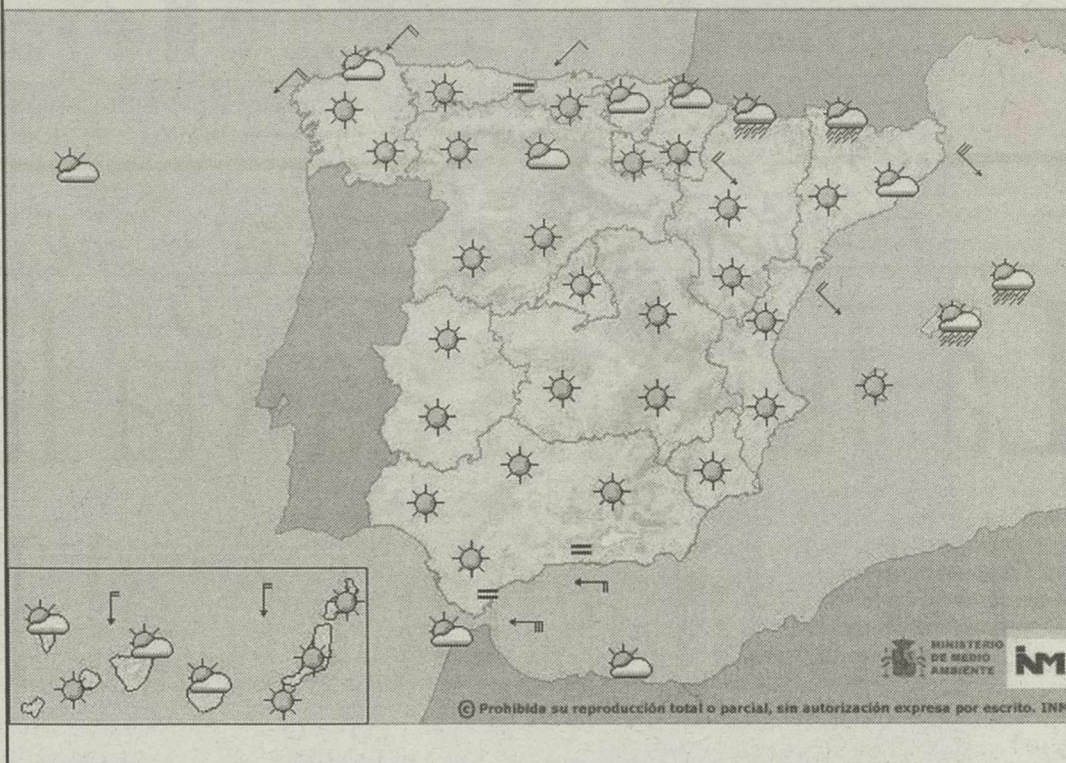 MINISTERIO
DE MEDIO
AMBIENTE
INM
© Prohibida su reproducción total o parcial, sin autorización expresa por escrito. INM